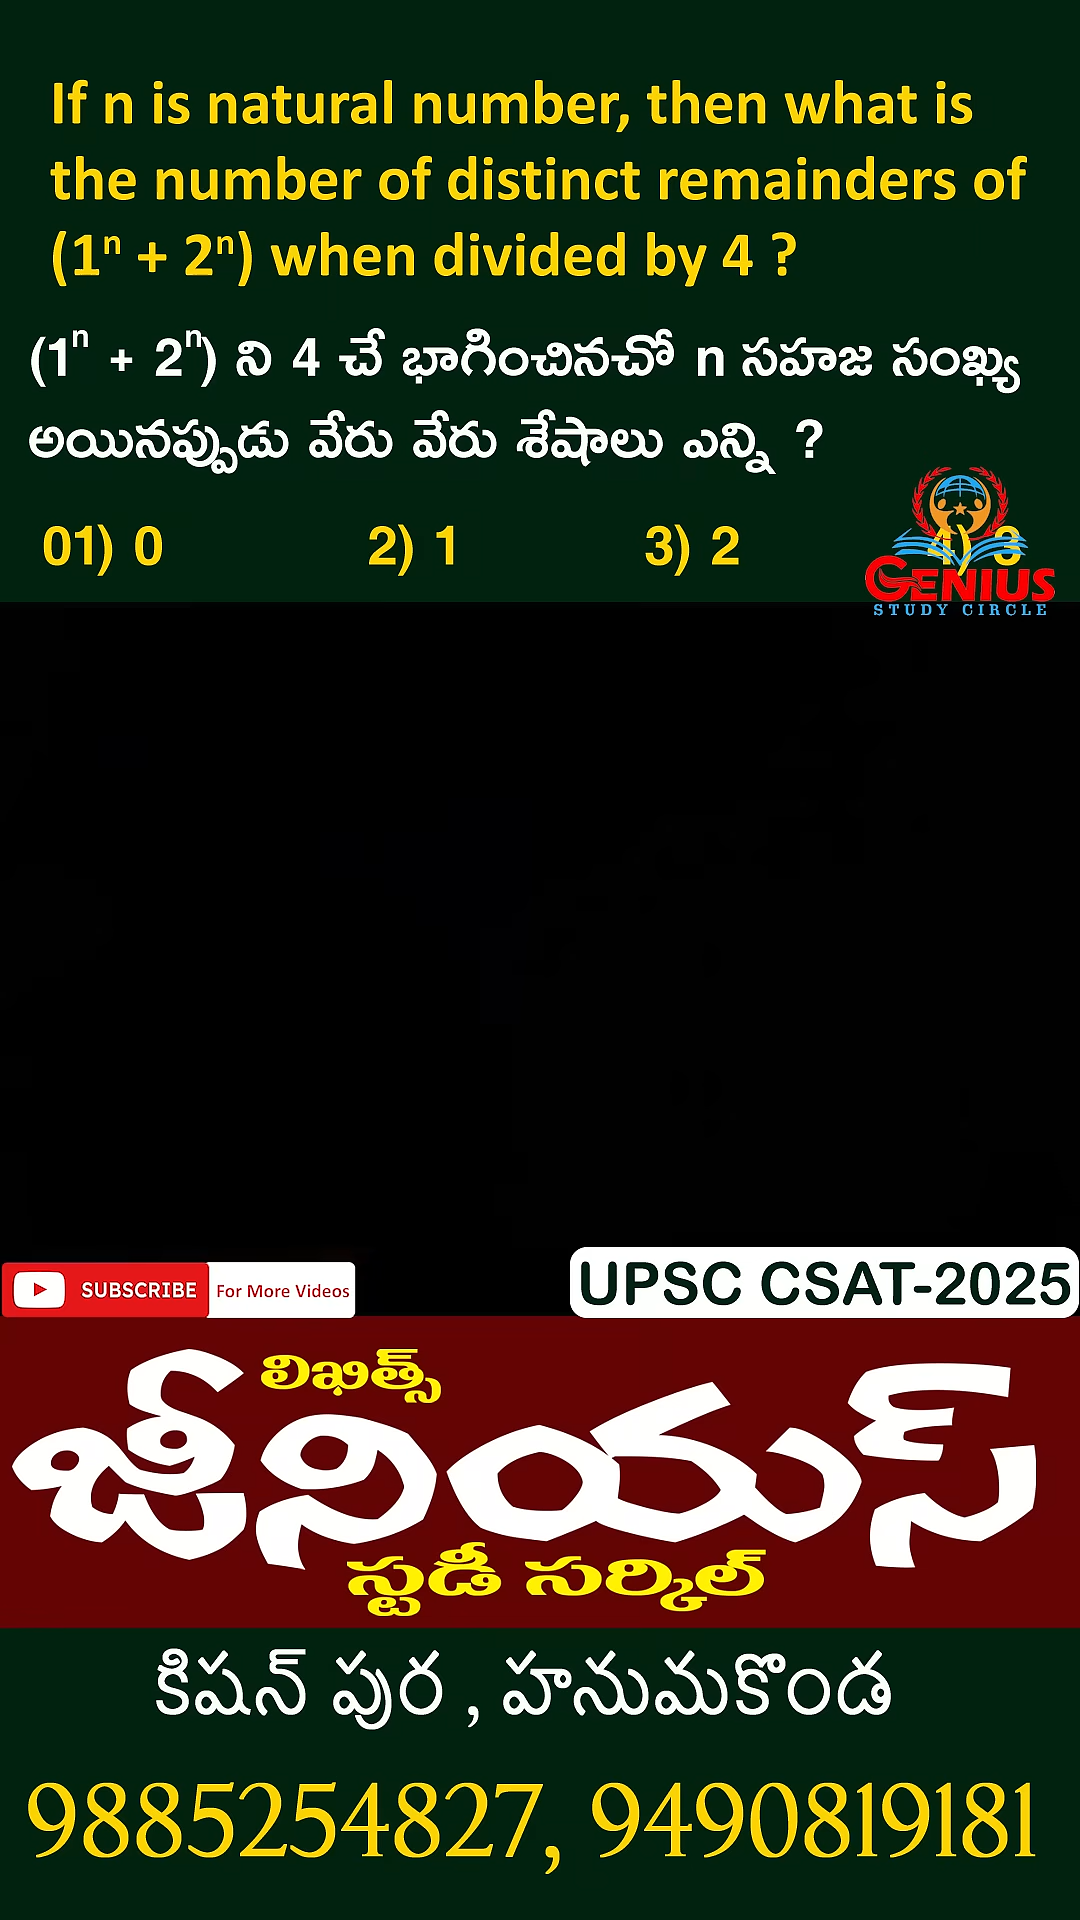 If n is natural number, then what is
the number of distinct remainders of
(1ⁿ + 2ⁿ) when divided by 4 ?
(1ⁿ + 2ⁿ) ని 4 చే భాగించినచో n సహజ సంఖ్య
అయినప్పుడు వేరు వేరు శేషాలు ఎన్ని ?
01) 0 2) 1 3) 2 4) 3
GENIUS
STUDY CIRCLE
SUBSCRIBE For More Videos
UPSC CSAT-2025
లిఖిత్స్
జీనియస్
స్టడీ సర్కిల్
కిషన్ పుర , హనుమకొండ
9885254827, 9490819181